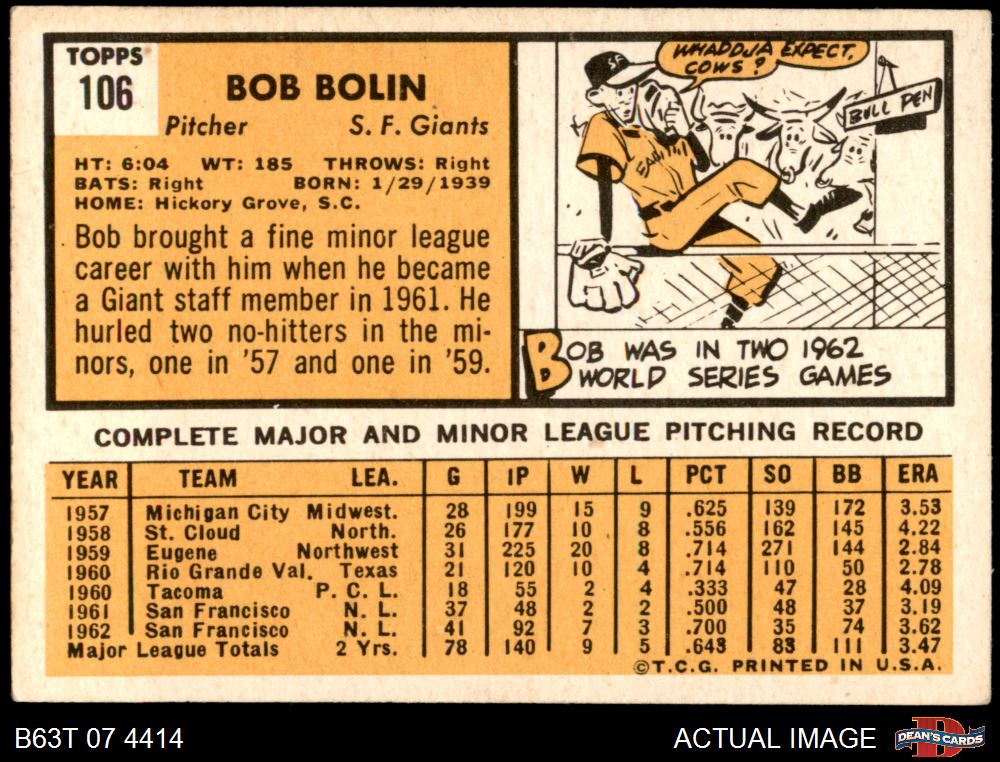 TOPPS
106
BOB BOLIN
Pitcher S. F. Giants
HT: 6:04 WT: 185 THROWS: Right
BATS: Right BORN: 1/29/1939
HOME: Hickory Grove, S.C.
Bob brought a fine minor league
career with him when he became
a Giant staff member in 1961. He
hurled two no-hitters in the mi-
nors, one in '57 and one in '59.
WHADDJA EXPECT,
COWS?
BULL PEN
SF
BOB WAS IN TWO 1962
WORLD SERIES GAMES
COMPLETE MAJOR AND MINOR LEAGUE PITCHING RECORD
YEAR TEAM LEA. G IP W L PCT SO BB ERA
1957 Michigan City Midwest. 28 199 15 9 .625 139 172 3.53
1958 St. Cloud North. 26 177 10 8 .556 162 145 4.22
1959 Eugene Northwest 31 225 20 8 .714 271 144 2.84
1960 Rio Grande Val. Texas 21 120 10 4 .714 110 50 2.78
1960 Tacoma P. C. L. 18 55 2 4 .333 47 28 4.09
1961 San Francisco N. L. 37 48 2 2 .500 48 37 3.19
1962 San Francisco N. L. 41 92 7 3 .700 35 74 3.62
Major League Totals 2 Yrs. 78 140 9 5 .643 83 111 3.47
©T.C.G. PRINTED IN U.S.A.
B63T 07 4414 ACTUAL IMAGE DEAN'S CARDS